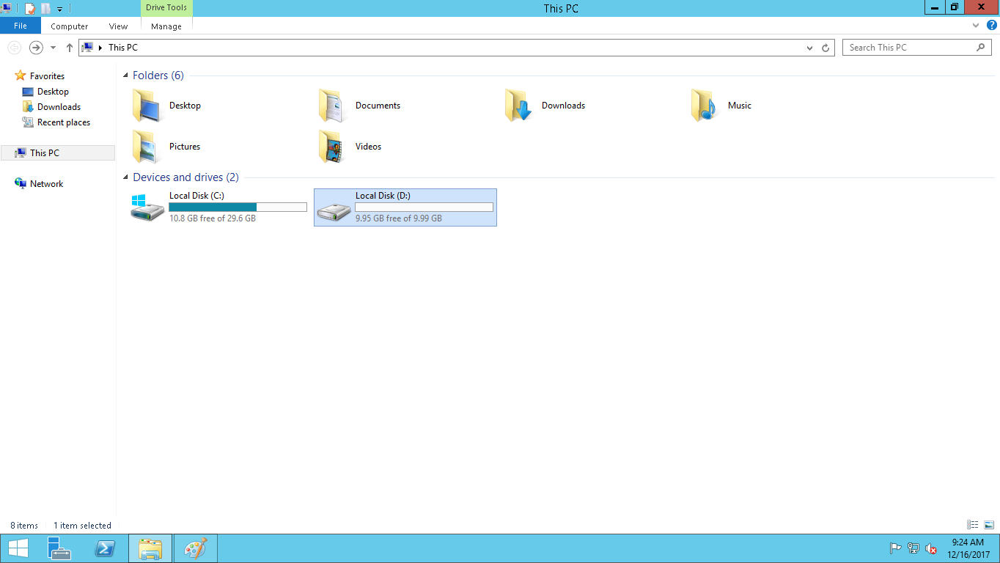 Drive Tools
This PC
File Computer View Manage
This PC
Search This PC
Favorites
Desktop
Downloads
Recent places
This PC
Network
Folders (6)
Desktop
Documents
Downloads
Music
Pictures
Videos
Devices and drives (2)
Local Disk (C:)
10.8 GB free of 29.6 GB
Local Disk (D:)
9.95 GB free of 9.99 GB
8 items 1 item selected
9:24 AM
12/16/2017